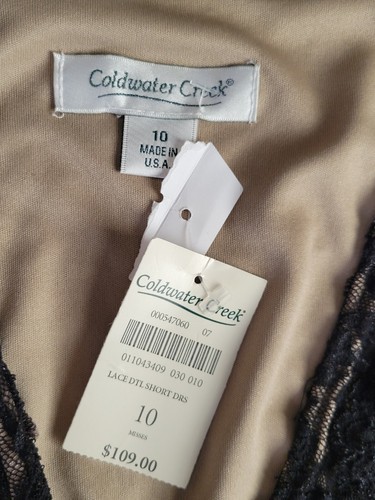 Coldwater Creek®
10
MADE IN
U.S.A.
Coldwater Creek®
000547060 07
011043409 030 010
LACE DTL SHORT DRS
10
MISSES
$109.00